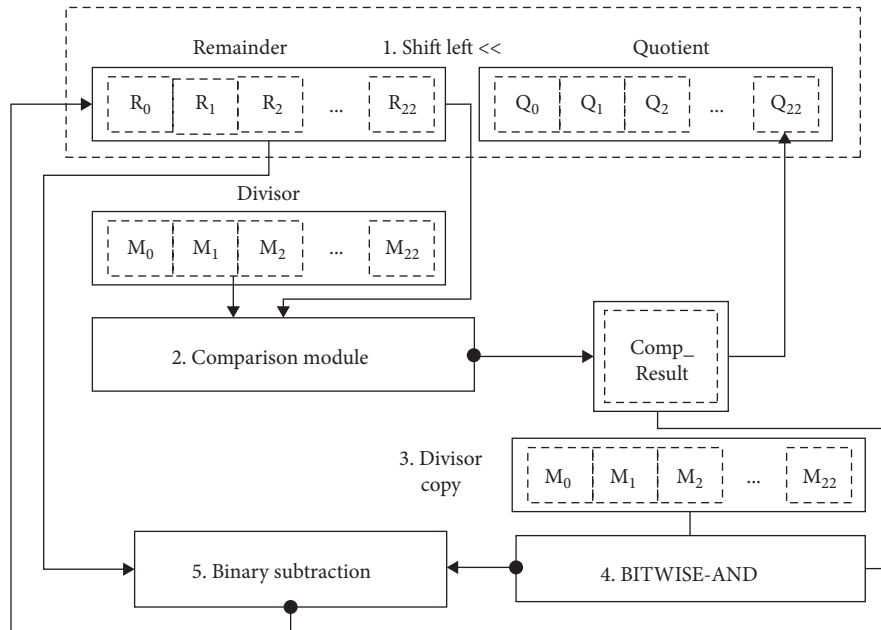 Remainder 1. Shift left << Quotient
R0 R1 R2 ... R22 Q0 Q1 Q2 ... Q22
Divisor
M0 M1 M2 ... M22
2. Comparison module
Comp_
Result
3. Divisor
copy
M0 M1 M2 ... M22
5. Binary subtraction
4. BITWISE-AND